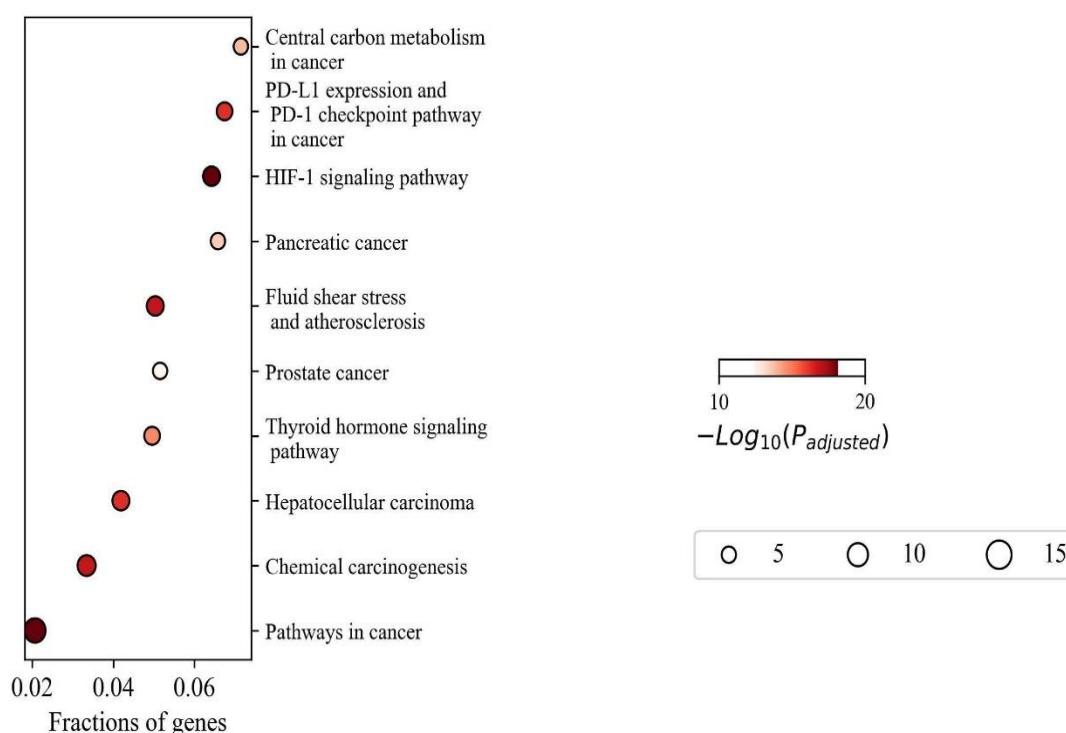 Central carbon metabolism
in cancer
PD-L1 expression and
PD-1 checkpoint pathway
in cancer
HIF-1 signaling pathway
Pancreatic cancer
Fluid shear stress
and atherosclerosis
Prostate cancer
Thyroid hormone signaling
pathway
Hepatocellular carcinoma
Chemical carcinogenesis
Pathways in cancer
0.02 0.04 0.06
Fractions of genes
10 20
−Log10(Padjusted)
5 10 15